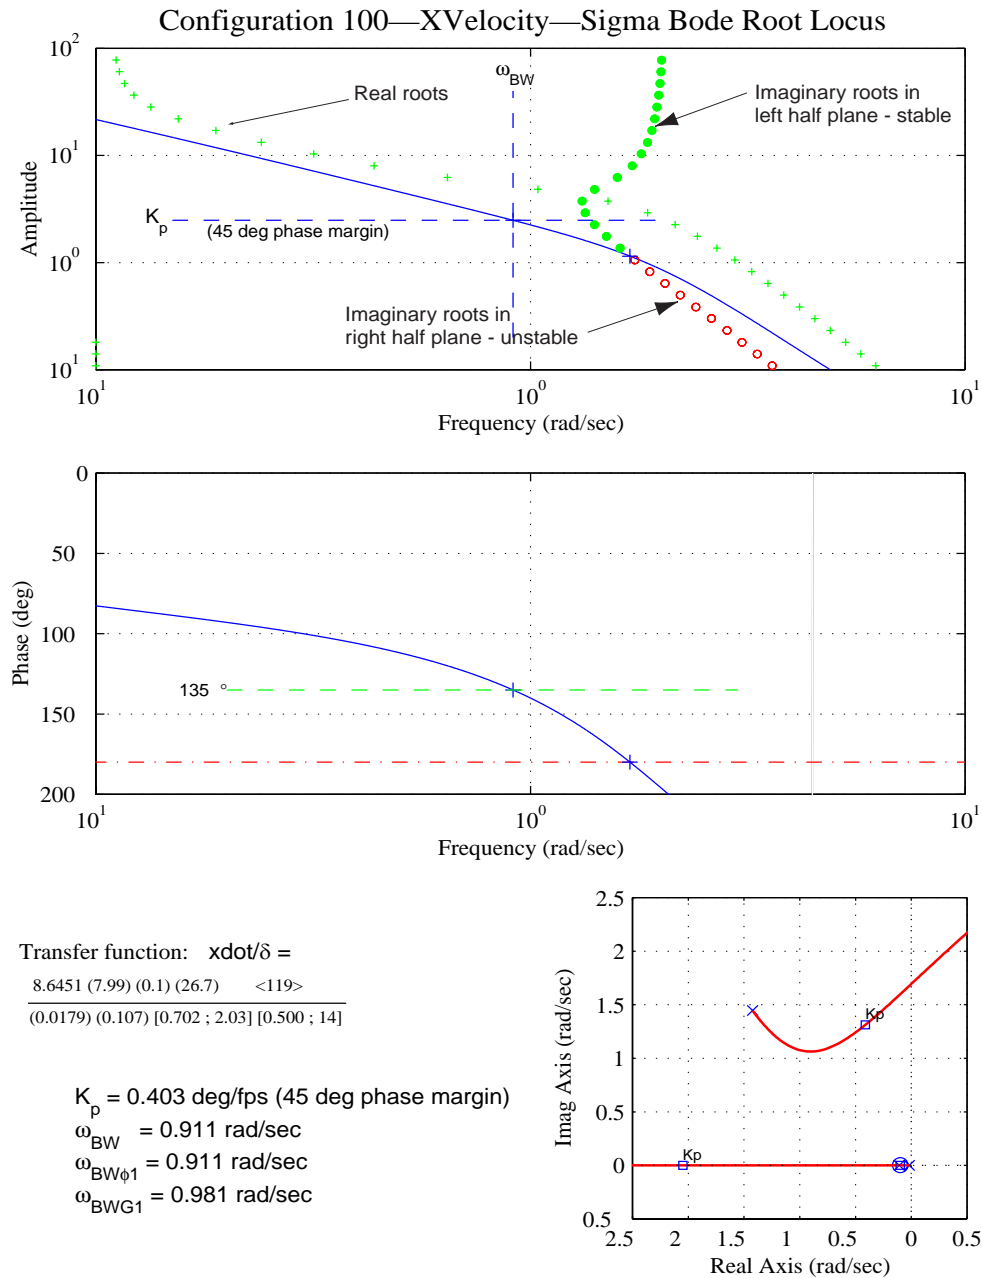 Configuration 100—XVelocity—Sigma Bode Root Locus
10²
ω_BW
Real roots
Imaginary roots in
left half plane - stable
10¹
Amplitude
K_p
(45 deg phase margin)
10⁰
Imaginary roots in
right half plane - unstable
10¹
10¹
10⁰
10¹
Frequency (rad/sec)
0
50
Phase (deg)
100
135 °
150
200
10¹
10⁰
10¹
Frequency (rad/sec)
Transfer function: xdot/δ =
8.6451 (7.99) (0.1) (26.7) <119>
(0.0179) (0.107) [0.702 ; 2.03] [0.500 ; 14]
K_p = 0.403 deg/fps (45 deg phase margin)
ω_BW = 0.911 rad/sec
ω_BWϕ1 = 0.911 rad/sec
ω_BWG1 = 0.981 rad/sec
2.5
2
1.5
Kp
Imag Axis (rad/sec)
1
0.5
Kp
0
0.5
2.5 2 1.5 1 0.5 0 0.5
Real Axis (rad/sec)